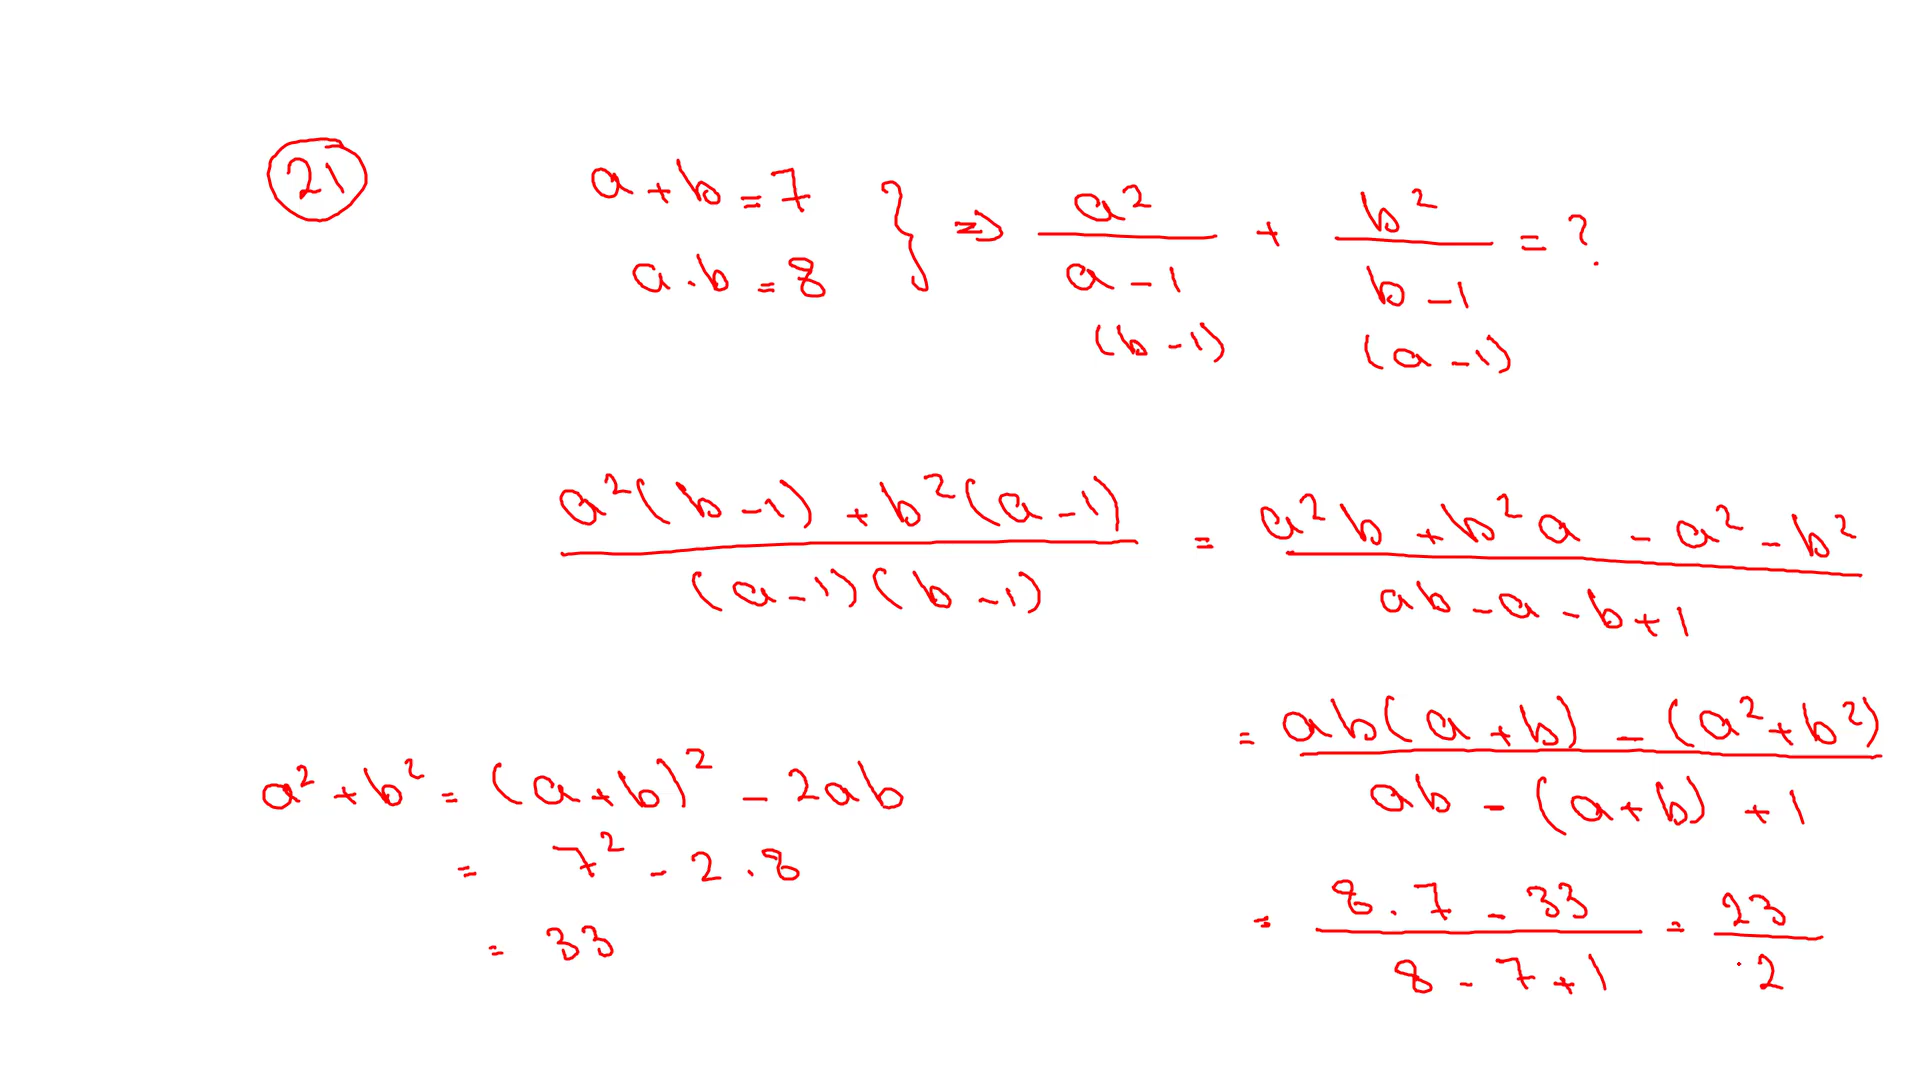 21
a + b = 7
a . b = 8 } ⇒ a²/(a - 1) + b²/(b - 1) = ?
(b - 1) (a - 1)
(a²(b - 1) + b²(a - 1))/((a - 1)(b - 1)) = (a²b + b²a - a² - b²)/(ab - a - b + 1)
= (ab(a + b) - (a² + b²))/(ab - (a + b) + 1)
a² + b² = (a + b)² - 2ab
= 7² - 2 . 8
= 33
= (8 . 7 - 33)/(8 - 7 + 1) = 23/2